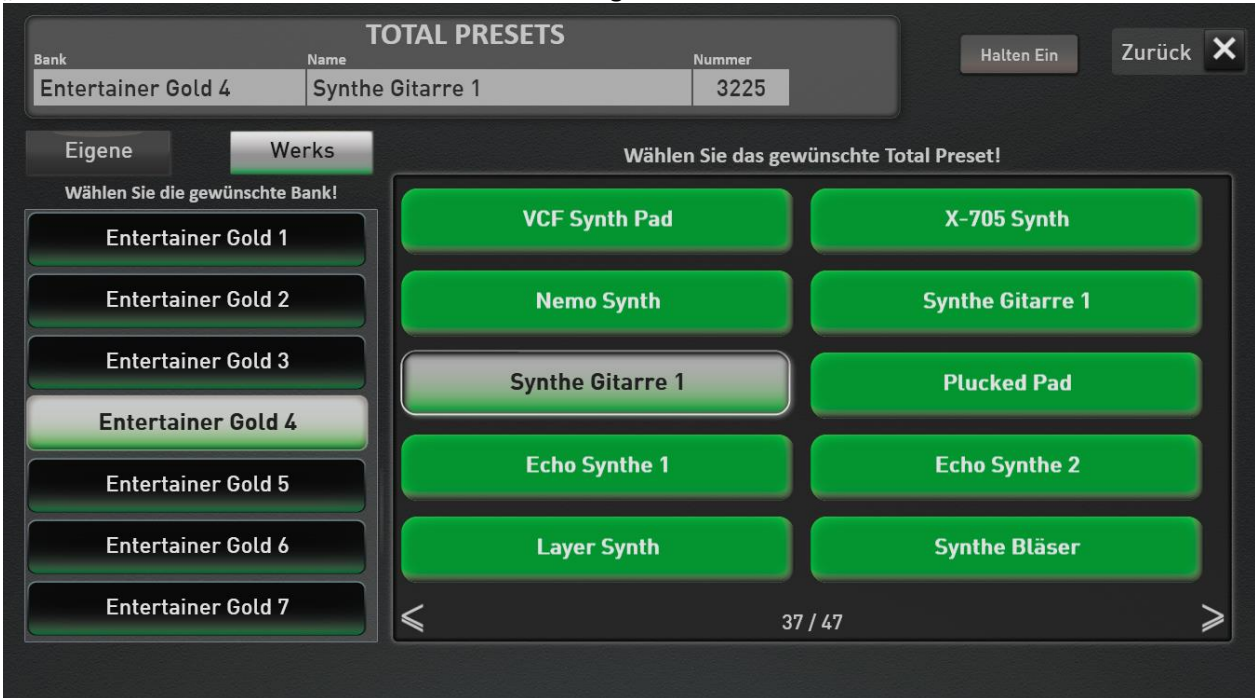 TOTAL PRESETS
Bank Name Nummer
Entertainer Gold 4 Synthe Gitarre 1 3225
Halten Ein
Zurück
Eigene Werks
Wählen Sie die gewünschte Bank!
Entertainer Gold 1
Entertainer Gold 2
Entertainer Gold 3
Entertainer Gold 4
Entertainer Gold 5
Entertainer Gold 6
Entertainer Gold 7
Wählen Sie das gewünschte Total Preset!
VCF Synth Pad X-705 Synth
Nemo Synth Synthe Gitarre 1
Synthe Gitarre 1 Plucked Pad
Echo Synthe 1 Echo Synthe 2
Layer Synth Synthe Bläser
37 / 47